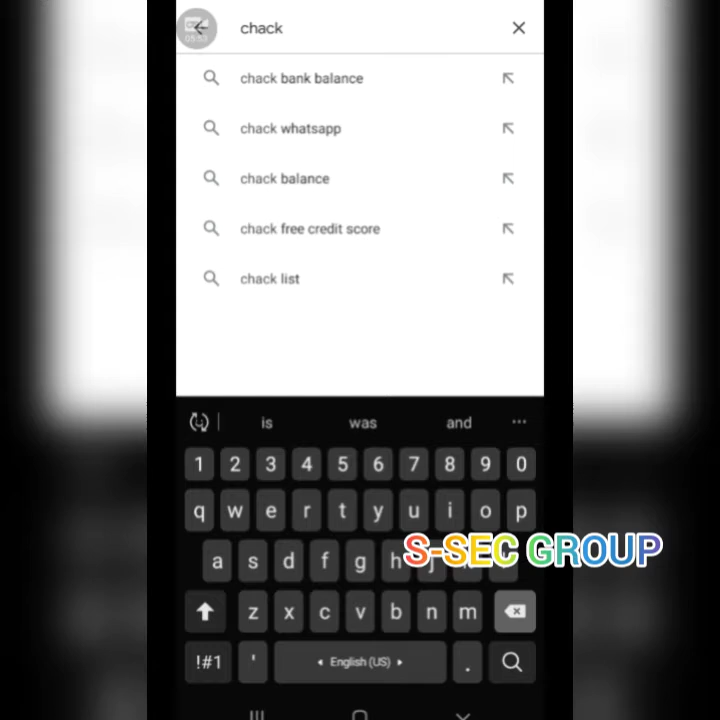 chack
chack bank balance
chack whatsapp
chack balance
chack free credit score
chack list
is was and
1 2 3 4 5 6 7 8 9 0
q w e r t y u i o p
a s d f g h j
S-SEC GROUP
z x c v b n m
!#1 ' English (US) .